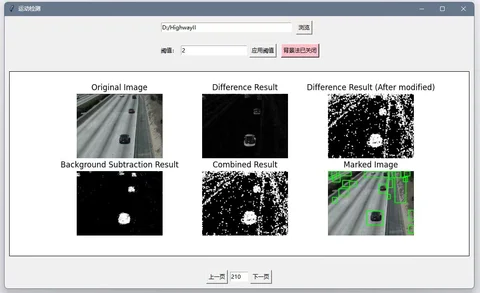 运动检测
D:/HighwayII 浏览
阈值: 2 应用阈值 背景法已关闭
Original Image Difference Result Difference Result (After modified)
Background Subtraction Result Combined Result Marked Image
上一页 210 下一页